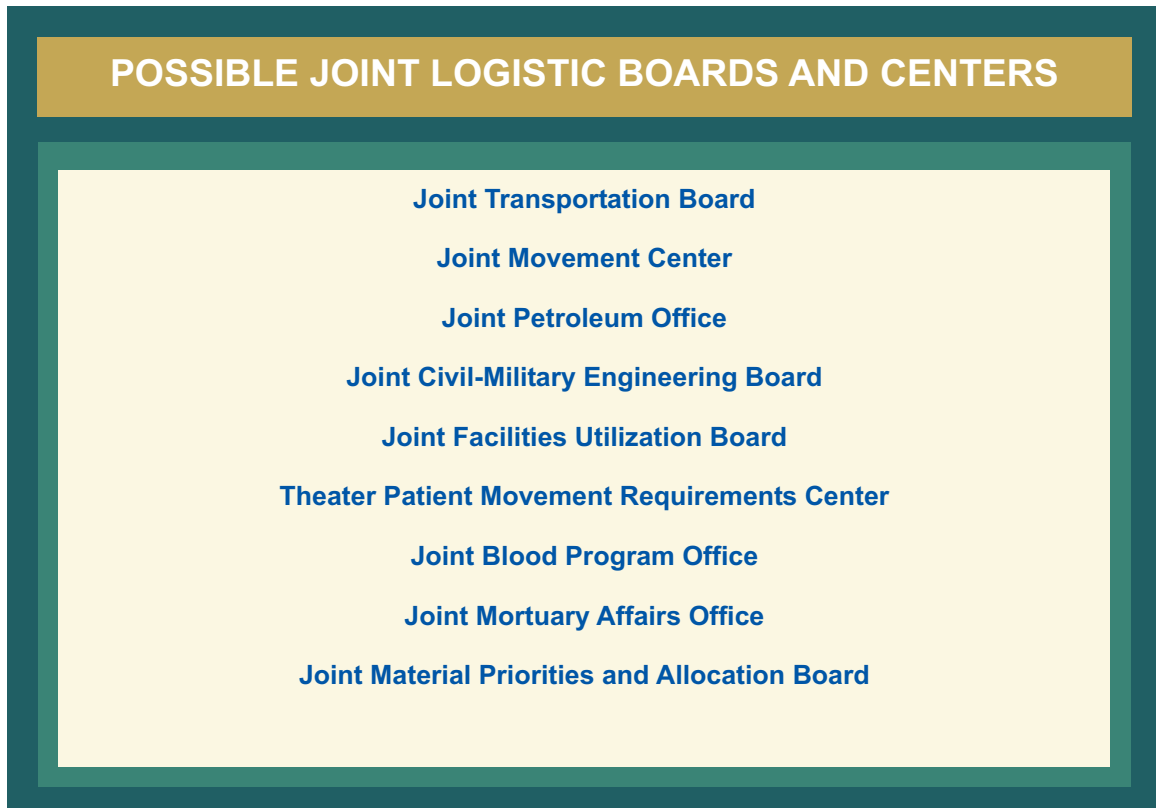 POSSIBLE JOINT LOGISTIC BOARDS AND CENTERS
Joint Transportation Board
Joint Movement Center
Joint Petroleum Office
Joint Civil-Military Engineering Board
Joint Facilities Utilization Board
Theater Patient Movement Requirements Center
Joint Blood Program Office
Joint Mortuary Affairs Office
Joint Material Priorities and Allocation Board